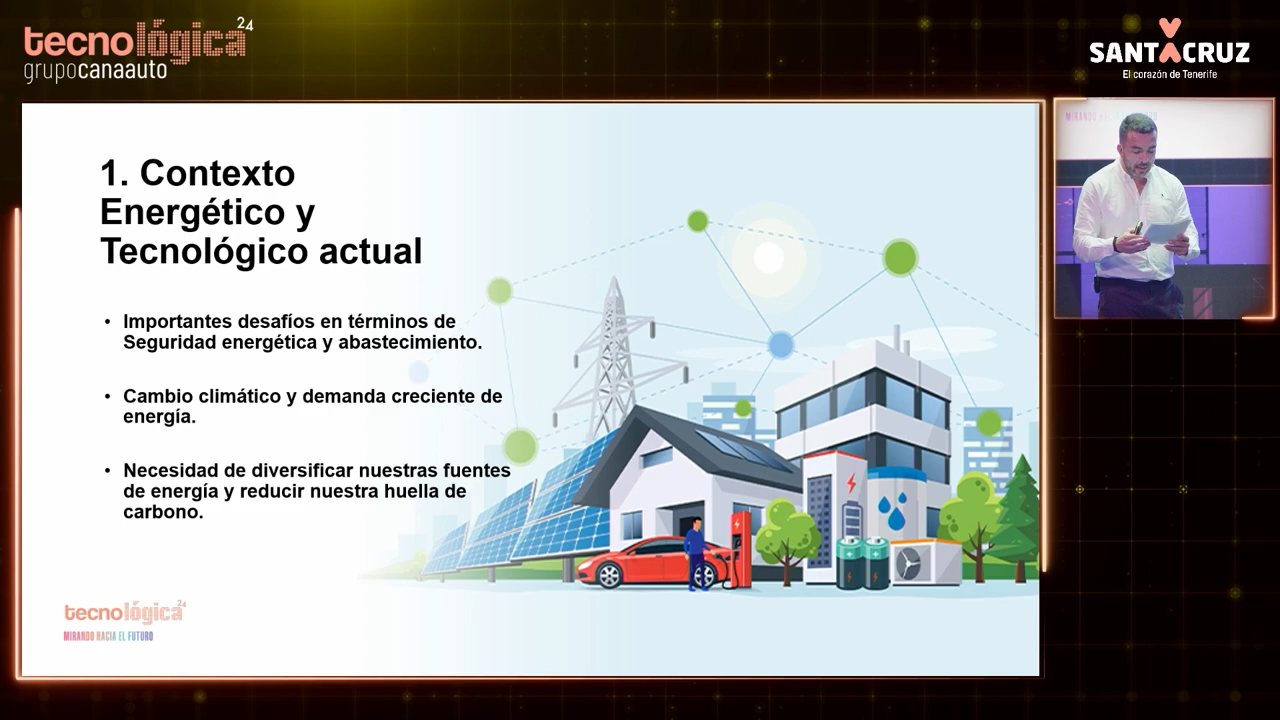 tecnológica24
grupocanaauto
SANTACRUZ
El corazón de Tenerife
1. Contexto
Energético y
Tecnológico actual
• Importantes desafíos en términos de
Seguridad energética y abastecimiento.
• Cambio climático y demanda creciente de
energía.
• Necesidad de diversificar nuestras fuentes
de energía y reducir nuestra huella de
carbono.
tecnológica24
MIRANDO HACIA EL FUTURO